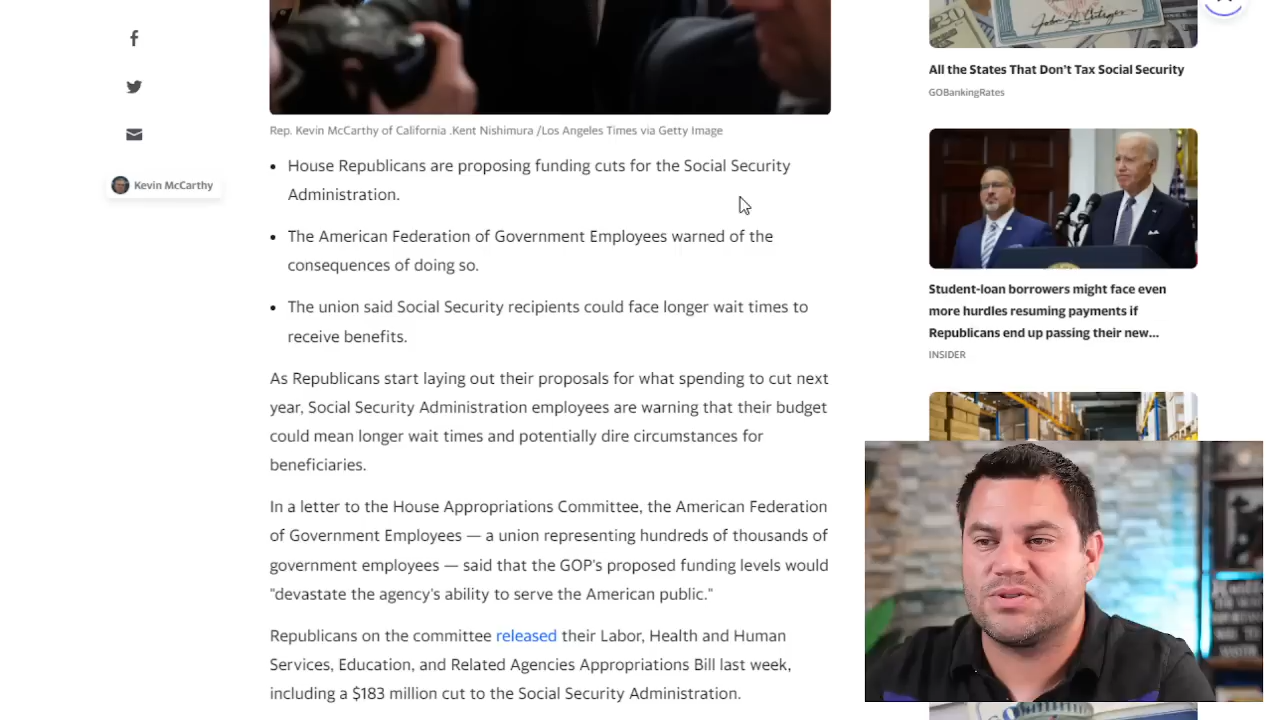 Rep. Kevin McCarthy of California .Kent Nishimura /Los Angeles Times via Getty Image
Kevin McCarthy
• House Republicans are proposing funding cuts for the Social Security
Administration.
• The American Federation of Government Employees warned of the
consequences of doing so.
• The union said Social Security recipients could face longer wait times to
receive benefits.
As Republicans start laying out their proposals for what spending to cut next
year, Social Security Administration employees are warning that their budget
could mean longer wait times and potentially dire circumstances for
beneficiaries.
In a letter to the House Appropriations Committee, the American Federation
of Government Employees — a union representing hundreds of thousands of
government employees — said that the GOP's proposed funding levels would
"devastate the agency's ability to serve the American public."
Republicans on the committee released their Labor, Health and Human
Services, Education, and Related Agencies Appropriations Bill last week,
including a $183 million cut to the Social Security Administration.
All the States That Don't Tax Social Security
GOBankingRates
Student-loan borrowers might face even
more hurdles resuming payments if
Republicans end up passing their new...
INSIDER